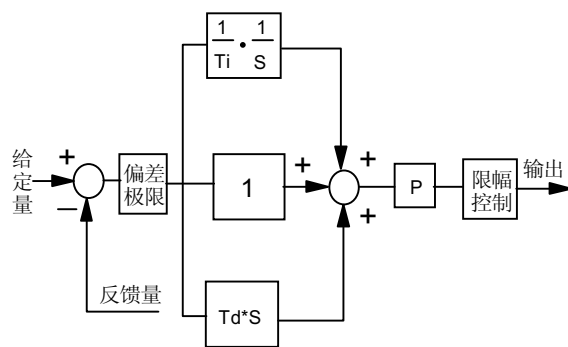 1
Ti
·
1
S
给
定
量
+
−
偏差
极限
1
+
+
+
P
限幅
控制
输出
反馈量
Td*S